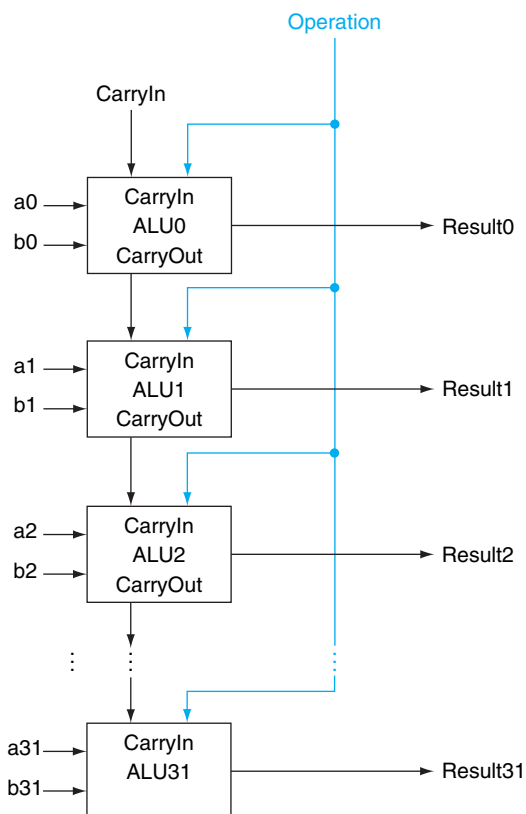 Operation
CarryIn
a0
b0
CarryIn
ALU0
CarryOut
Result0
a1
b1
CarryIn
ALU1
CarryOut
Result1
a2
b2
CarryIn
ALU2
CarryOut
Result2
a31
b31
CarryIn
ALU31
Result31